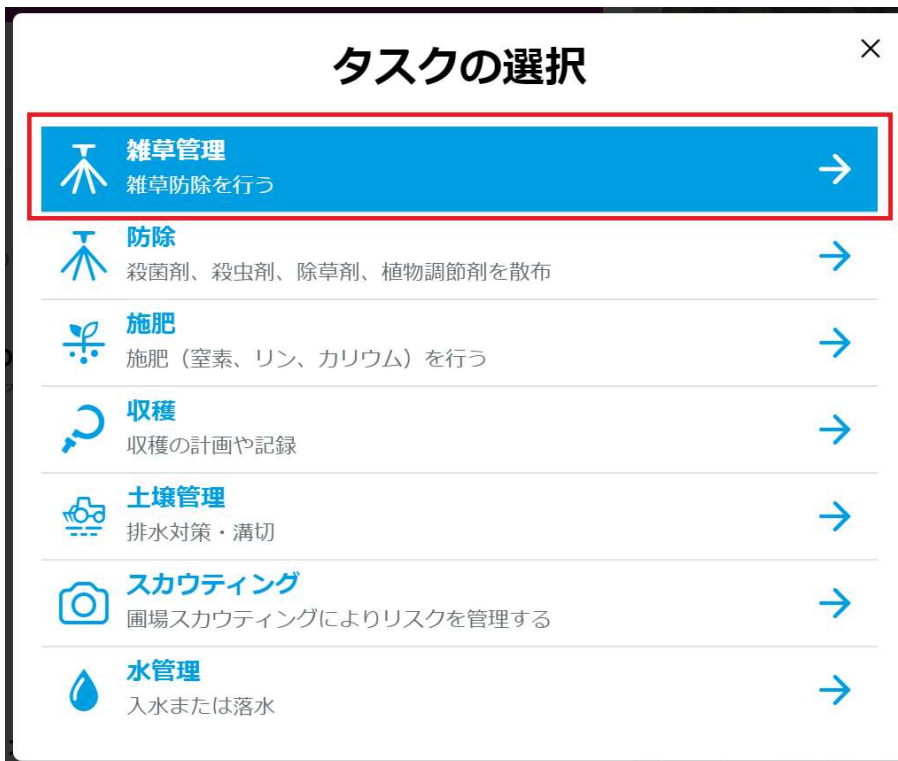 タスクの選択
雑草管理
雑草防除を行う
防除
殺菌剤、殺虫剤、除草剤、植物調節剤を散布
施肥
施肥（窒素、リン、カリウム）を行う
収穫
収穫の計画や記録
土壌管理
排水対策・溝切
スカウティング
圃場スカウティングによりリスクを管理する
水管理
入水または落水